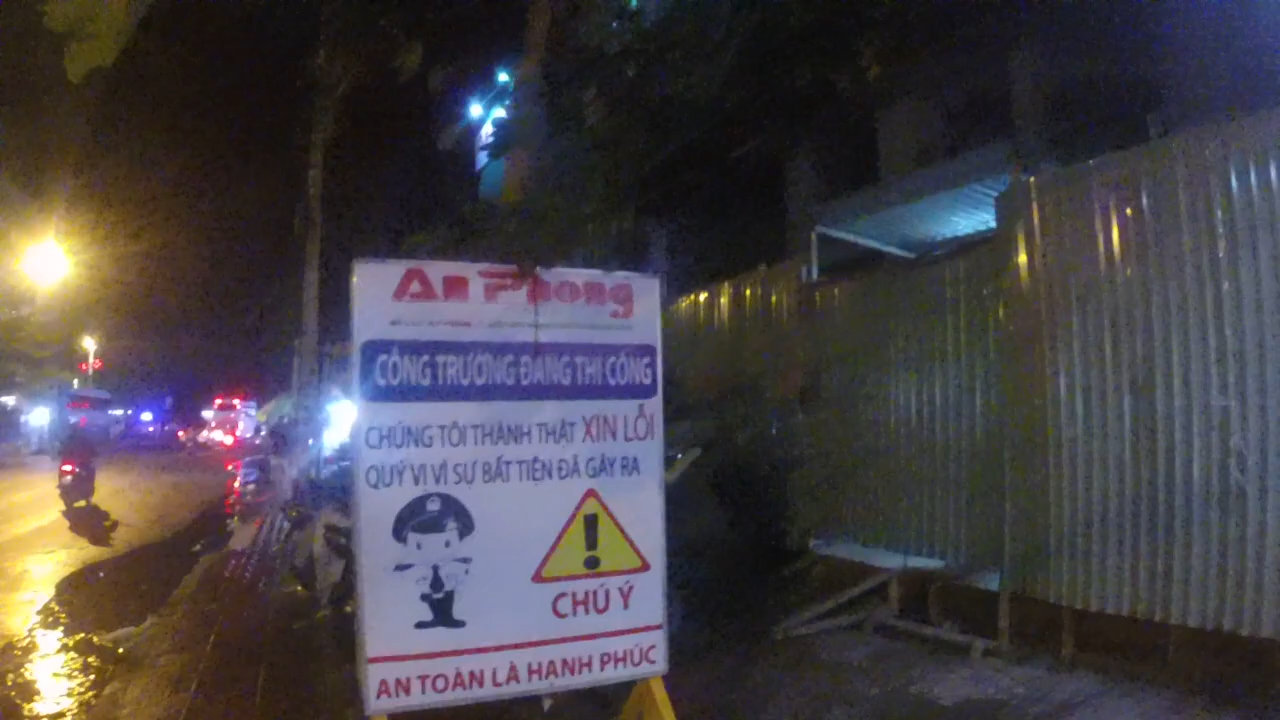 An Phong
CÔNG TRƯỜNG ĐANG THI CÔNG
CHÚNG TÔI THÀNH THẬT XIN LỖI
QUÝ VỊ VÌ SỰ BẤT TIỆN ĐÃ GÂY RA
CHÚ Ý
AN TOÀN LÀ HẠNH PHÚC